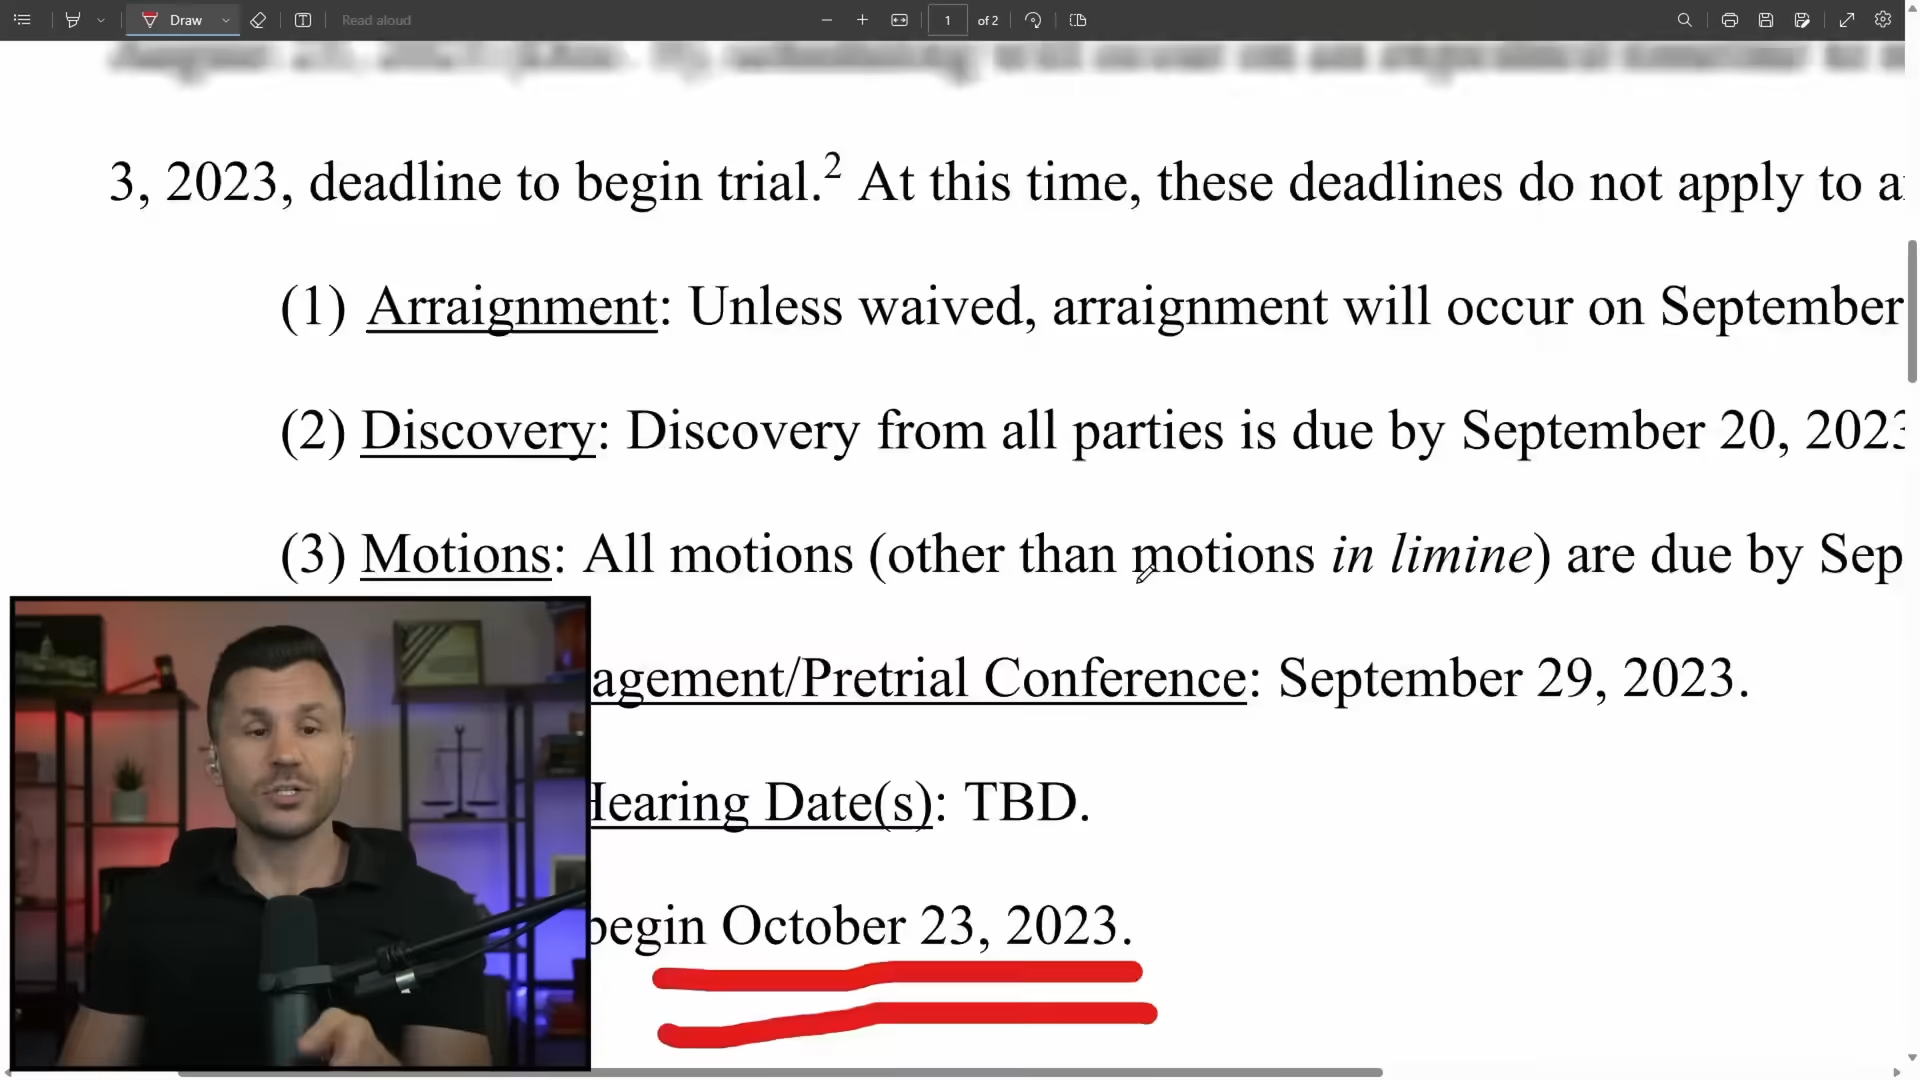 Draw
Read aloud
1 of 2
3, 2023, deadline to begin trial.2 At this time, these deadlines do not apply to
(1) Arraignment: Unless waived, arraignment will occur on September
(2) Discovery: Discovery from all parties is due by September 20, 2023
(3) Motions: All motions (other than motions in limine) are due by Sep
agement/Pretrial Conference: September 29, 2023.
Hearing Date(s): TBD.
begin October 23, 2023.